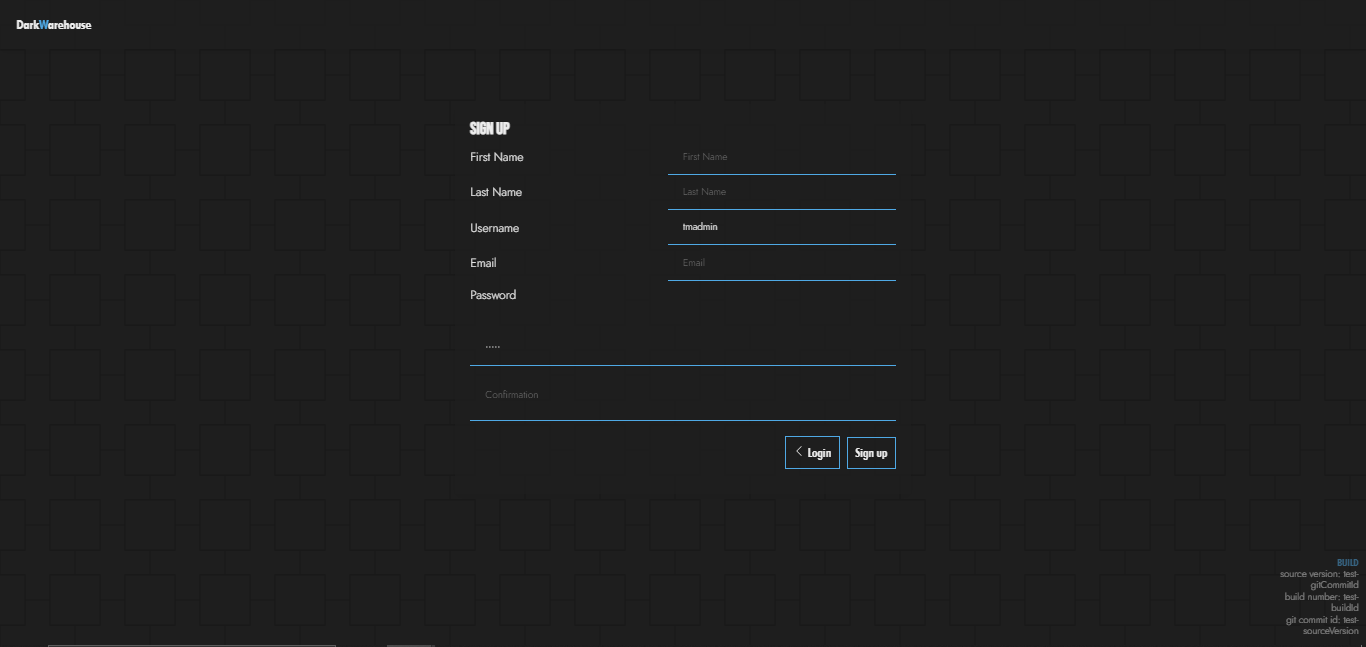 DarkWarehouse
SIGN UP
First Name First Name
Last Name Last Name
Username tmadmin
Email Email
Password
.....
Confirmation
Login Sign up
BUILD
source version: test-
gitCommitId
build number: test-
buildId
git commit id: test-
sourceVersion